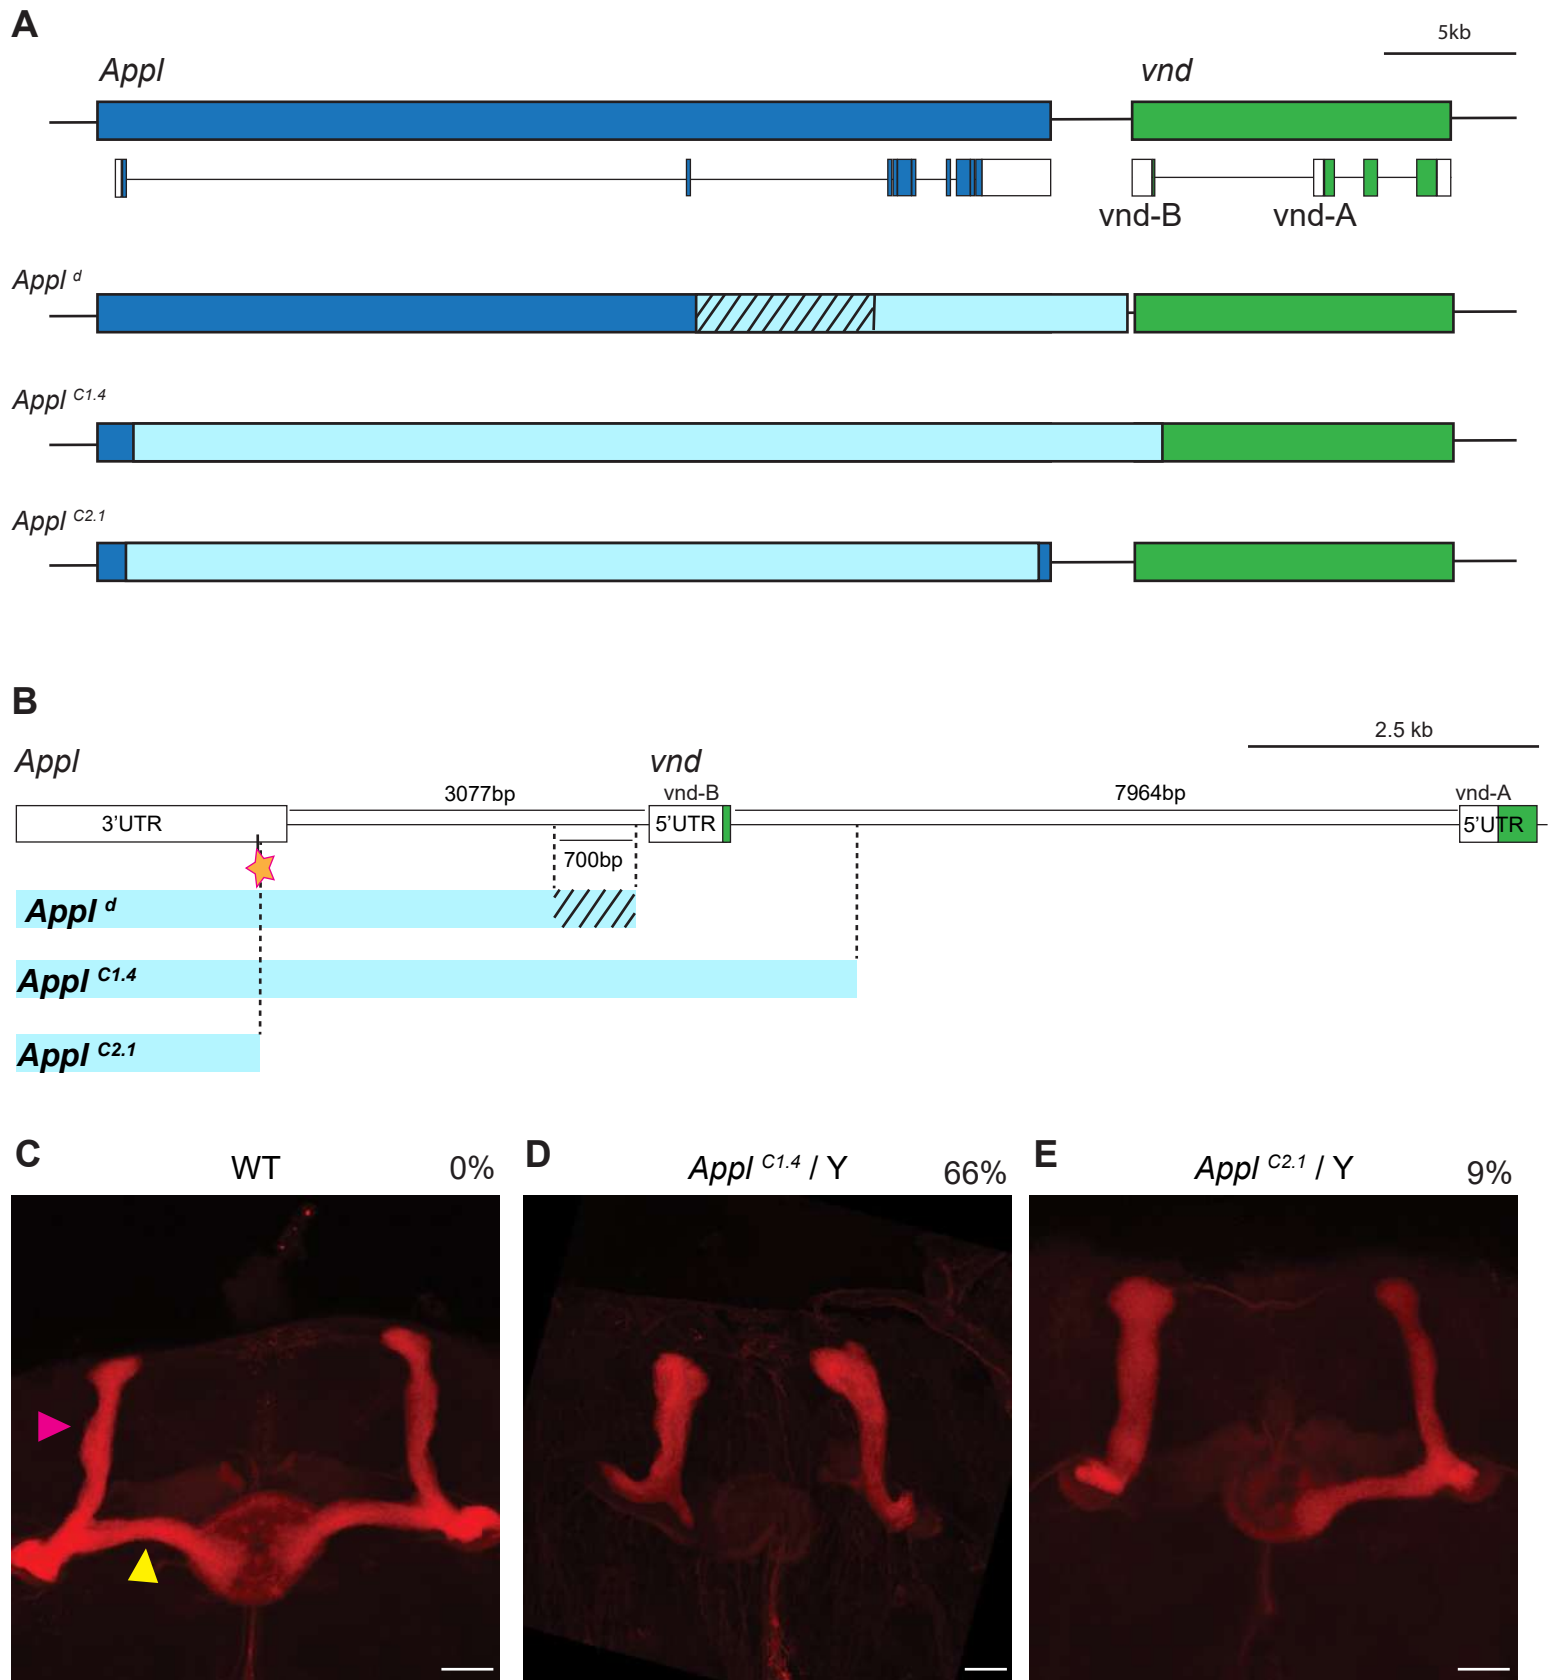 A
5kb
Appl
vnd
vnd-B
vnd-A
Appl d
Appl C1.4
Appl C2.1
B
2.5 kb
Appl
vnd
3077bp
vnd-B
7964bp
vnd-A
3’UTR
5’UTR
5’UTR
700bp
Appl d
Appl C1.4
Appl C2.1
C
WT
0%
D
Appl C1.4 / Y
66%
E
Appl C2.1 / Y
9%